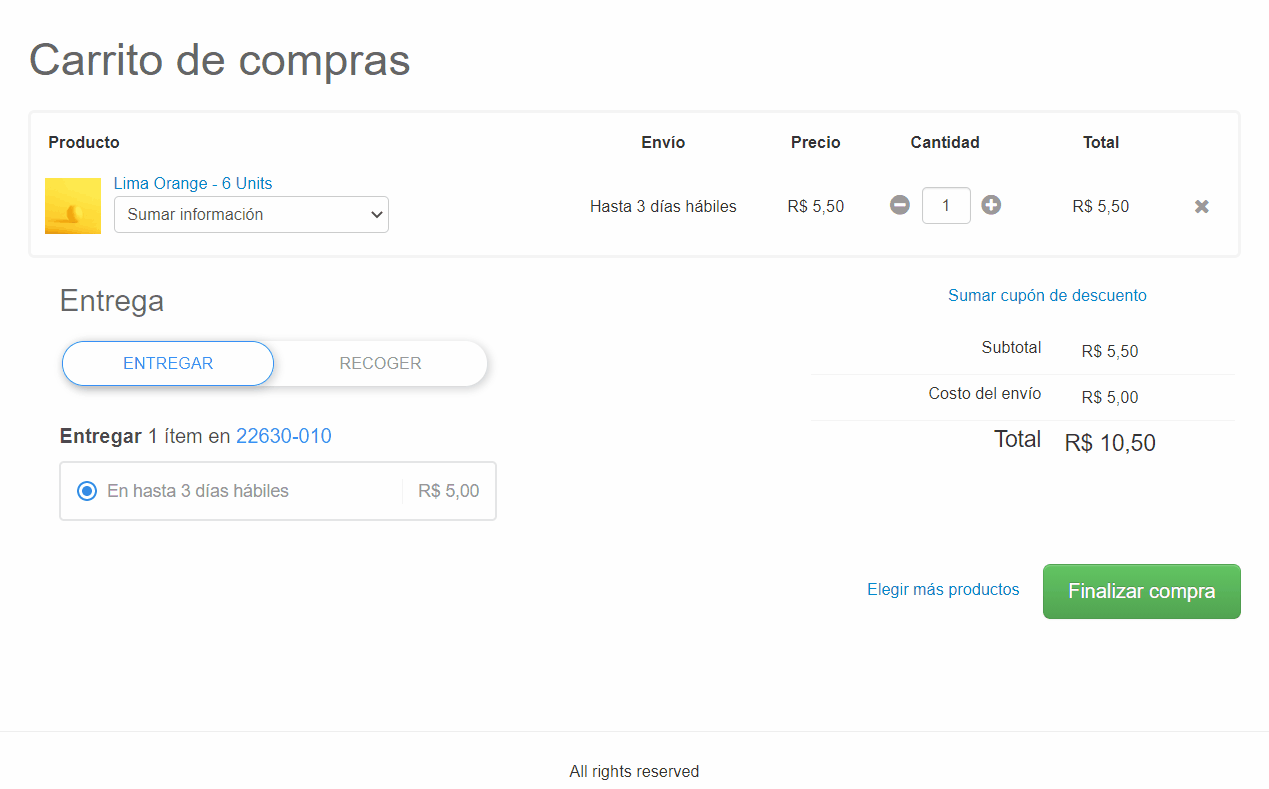 Carrito de compras
Producto Envío Precio Cantidad Total
Lima Orange - 6 Units
Sumar información
Hasta 3 días hábiles R$ 5,50 1 R$ 5,50
Entrega
Sumar cupón de descuento
ENTREGAR RECOGER
Subtotal R$ 5,50
Costo del envío R$ 5,00
Total R$ 10,50
Entregar 1 ítem en 22630-010
En hasta 3 días hábiles R$ 5,00
Elegir más productos Finalizar compra
All rights reserved